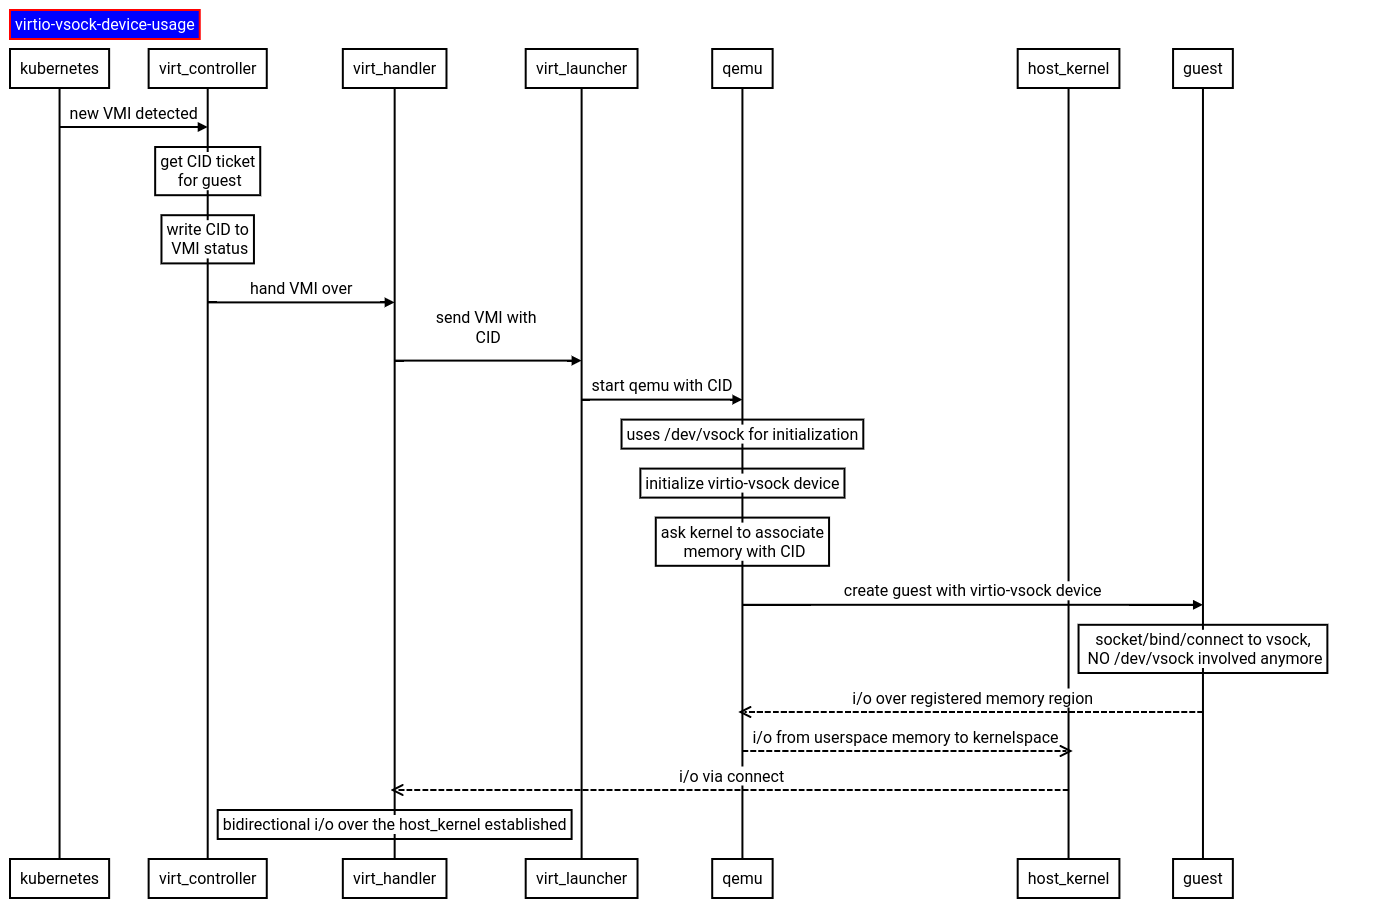 virtio-vsock-device-usage
kubernetes
virt_controller
virt_handler
virt_launcher
qemu
host_kernel
guest
new VMI detected
get CID ticket
for guest
write CID to
VMI status
hand VMI over
send VMI with
CID
start qemu with CID
uses /dev/vsock for initialization
initialize virtio-vsock device
ask kernel to associate
memory with CID
create guest with virtio-vsock device
socket/bind/connect to vsock,
NO /dev/vsock involved anymore
i/o over registered memory region
i/o from userspace memory to kernelspace
i/o via connect
bidirectional i/o over the host_kernel established
kubernetes
virt_controller
virt_handler
virt_launcher
qemu
host_kernel
guest